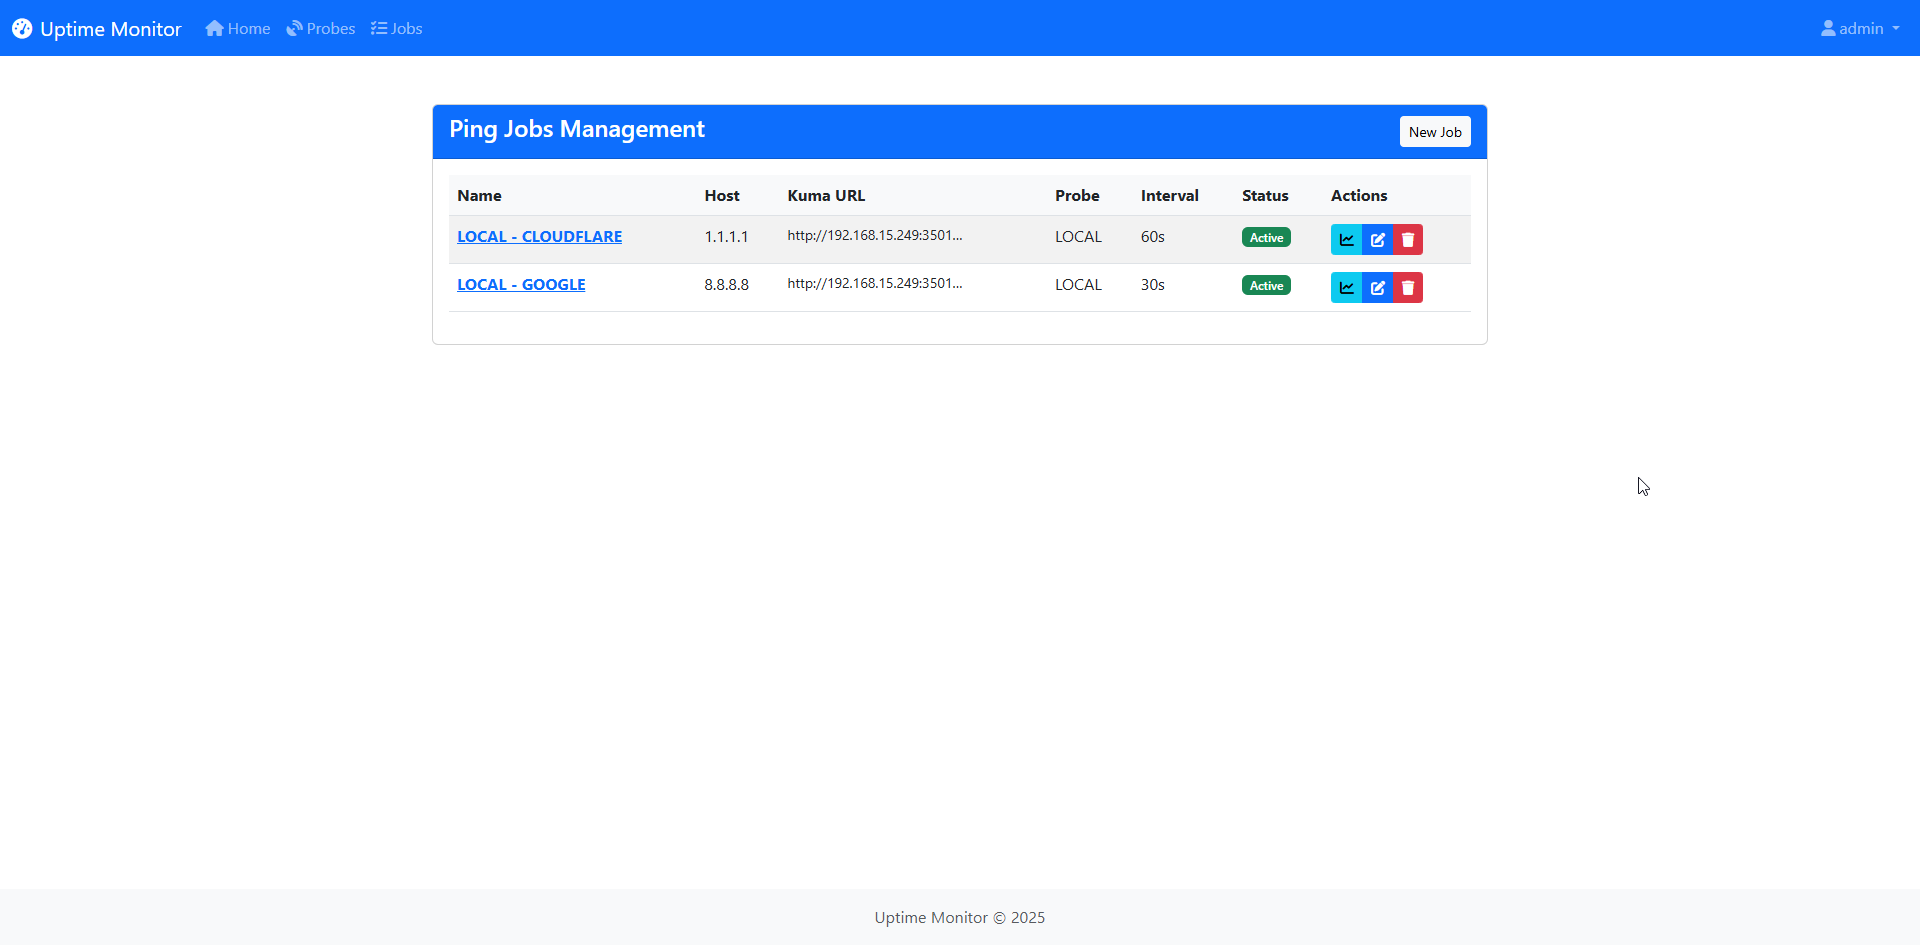 Uptime Monitor Home Probes Jobs admin
Ping Jobs Management New Job
Name Host Kuma URL Probe Interval Status Actions
LOCAL - CLOUDFLARE 1.1.1.1 http://192.168.15.249:3501... LOCAL 60s Active
LOCAL - GOOGLE 8.8.8.8 http://192.168.15.249:3501... LOCAL 30s Active
Uptime Monitor © 2025